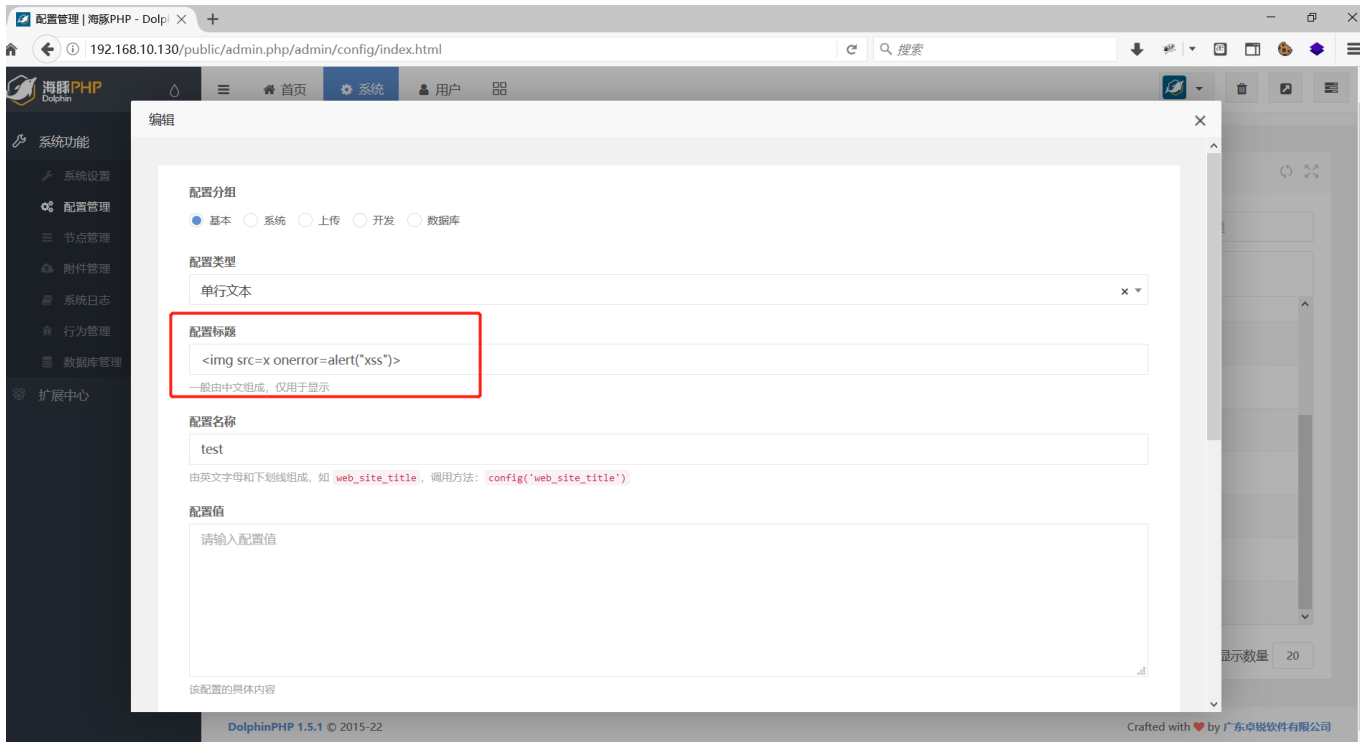 配置管理 | 海豚PHP - Dolp
192.168.10.130/public/admin.php/admin/config/index.html
搜索
海豚PHP
Dolphin
首页
系统
用户
编辑
系统功能
系统设置
配置管理
节点管理
附件管理
系统日志
行为管理
数据库管理
扩展中心
配置分组
基本 系统 上传 开发 数据库
配置类型
单行文本
配置标题
<img src=x onerror=alert("xss")>
一般由中文组成，仅用于显示
配置名称
test
由英文字母和下划线组成，如 web_site_title，调用方法：config('web_site_title')
配置值
请输入配置值
该配置的具体内容
显示数量 20
DolphinPHP 1.5.1 © 2015-22
Crafted with ❤ by 广东卓锐软件有限公司